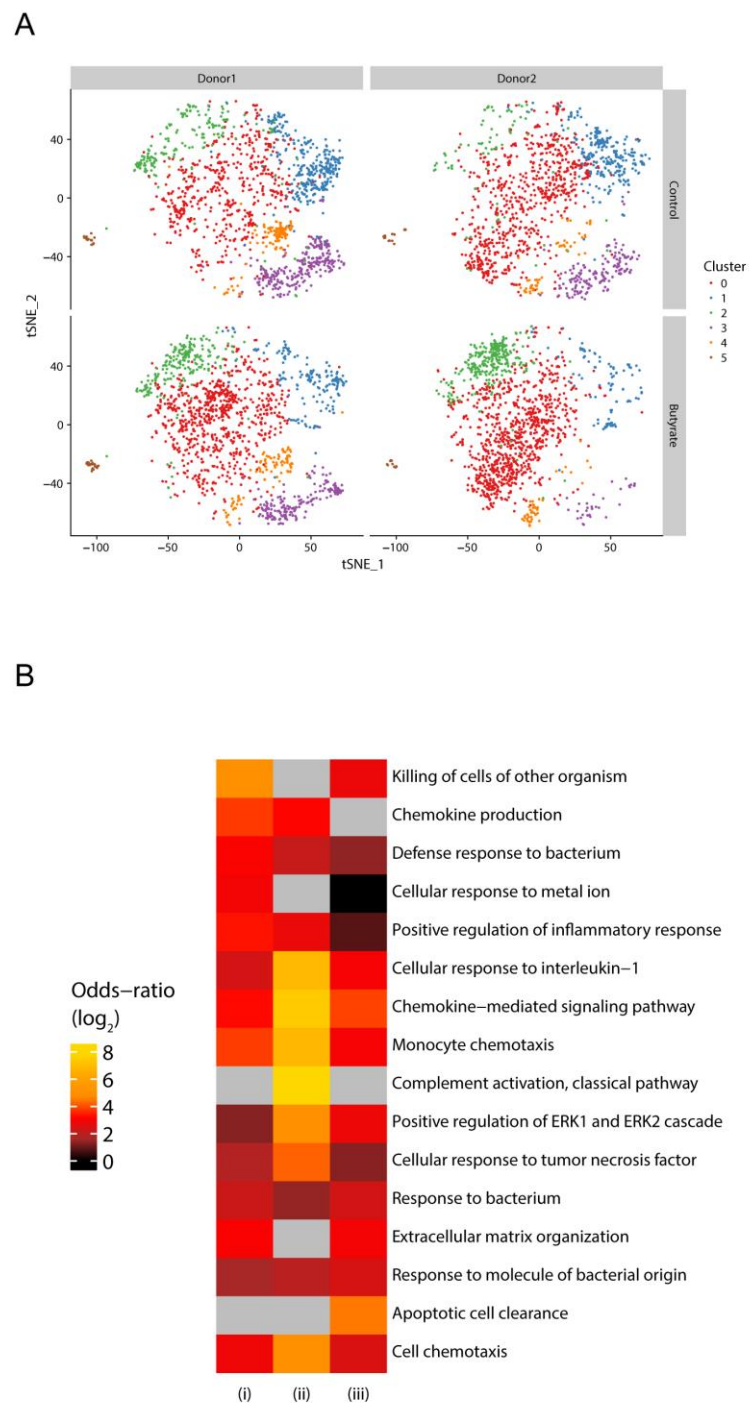 A
Donor1
Donor2
40
0
−40
Control
40
0
−40
Butyrate
tSNE_2
−100
−50
0
50
−100
−50
0
50
tSNE_1
Cluster
0
1
2
3
4
5
B
Killing of cells of other organism
Chemokine production
Defense response to bacterium
Cellular response to metal ion
Positive regulation of inflammatory response
Cellular response to interleukin−1
Chemokine−mediated signaling pathway
Monocyte chemotaxis
Complement activation, classical pathway
Positive regulation of ERK1 and ERK2 cascade
Cellular response to tumor necrosis factor
Response to bacterium
Extracellular matrix organization
Response to molecule of bacterial origin
Apoptotic cell clearance
Cell chemotaxis
Odds−ratio
(log2)
8
6
4
2
0
(i)
(ii)
(iii)